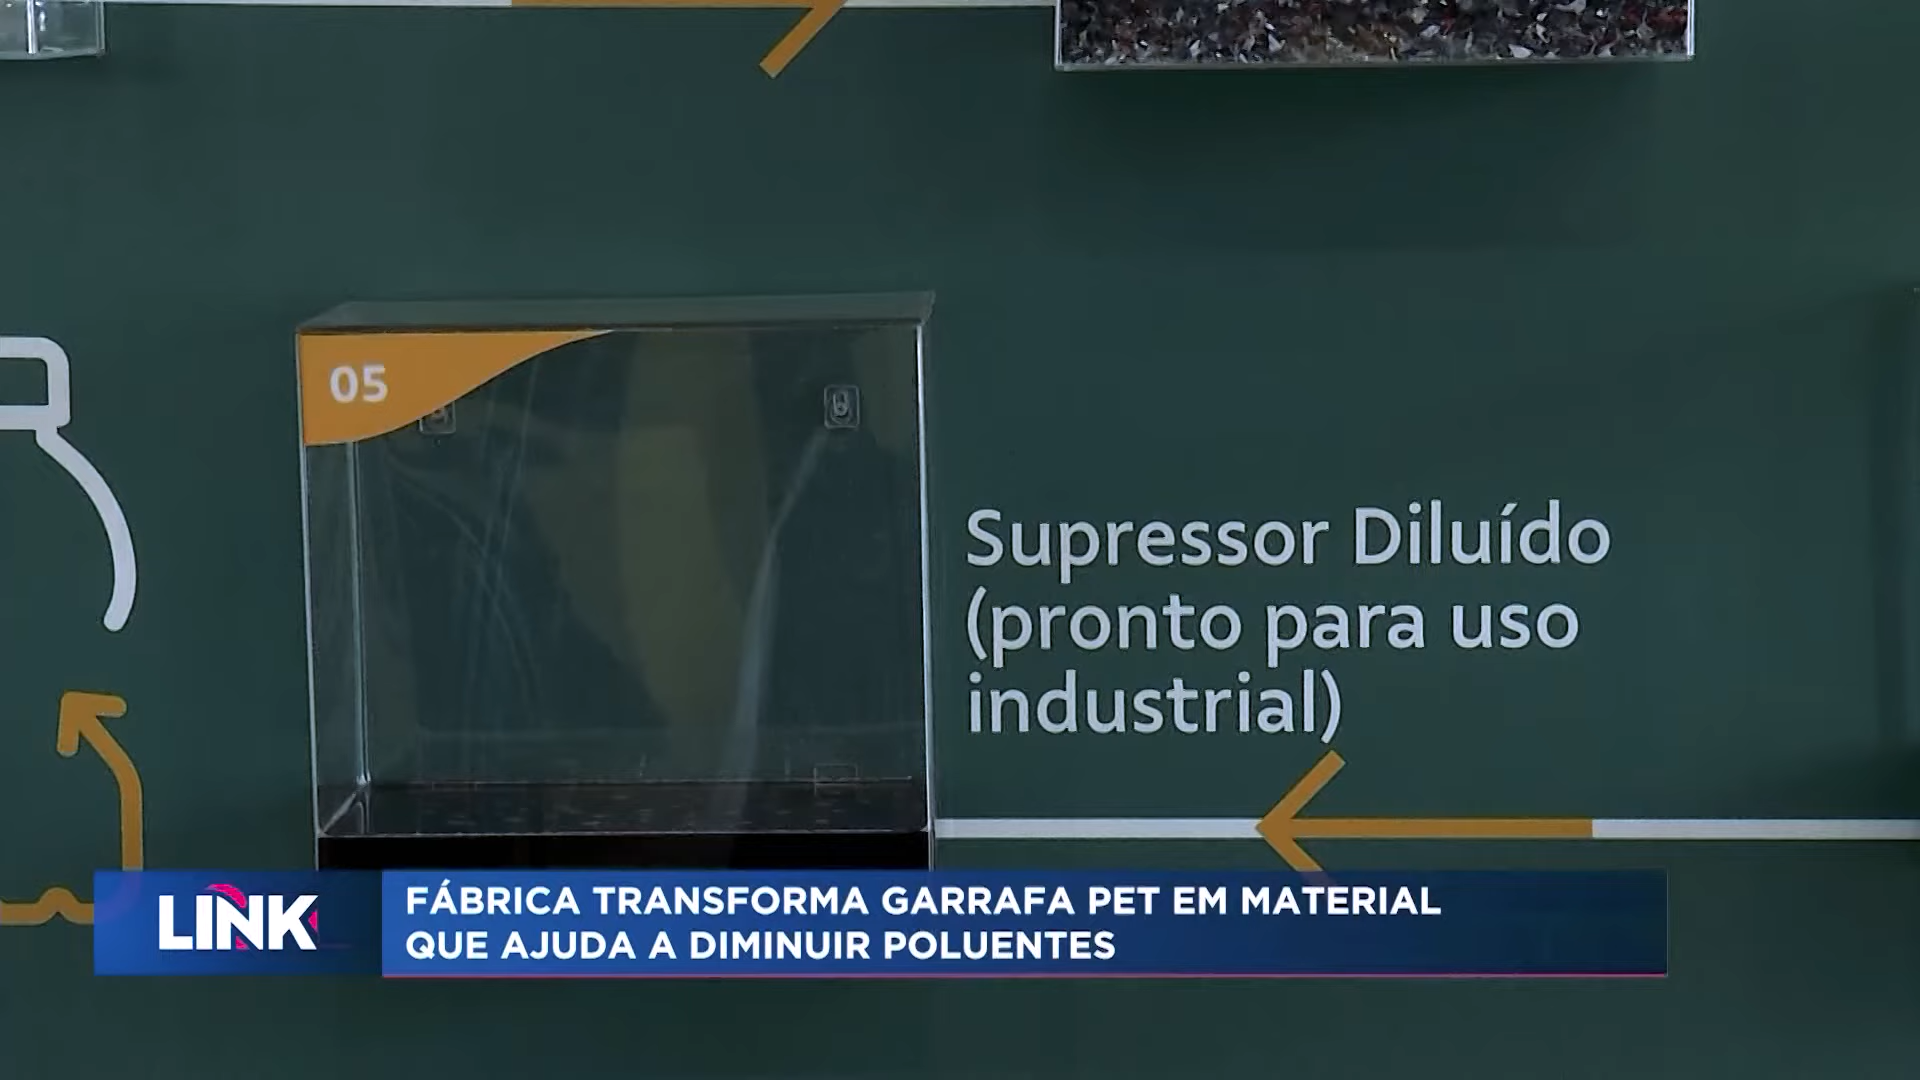 05
Supressor Diluído
(pronto para uso
industrial)
LINK
FÁBRICA TRANSFORMA GARRAFA PET EM MATERIAL
QUE AJUDA A DIMINUIR POLUENTES